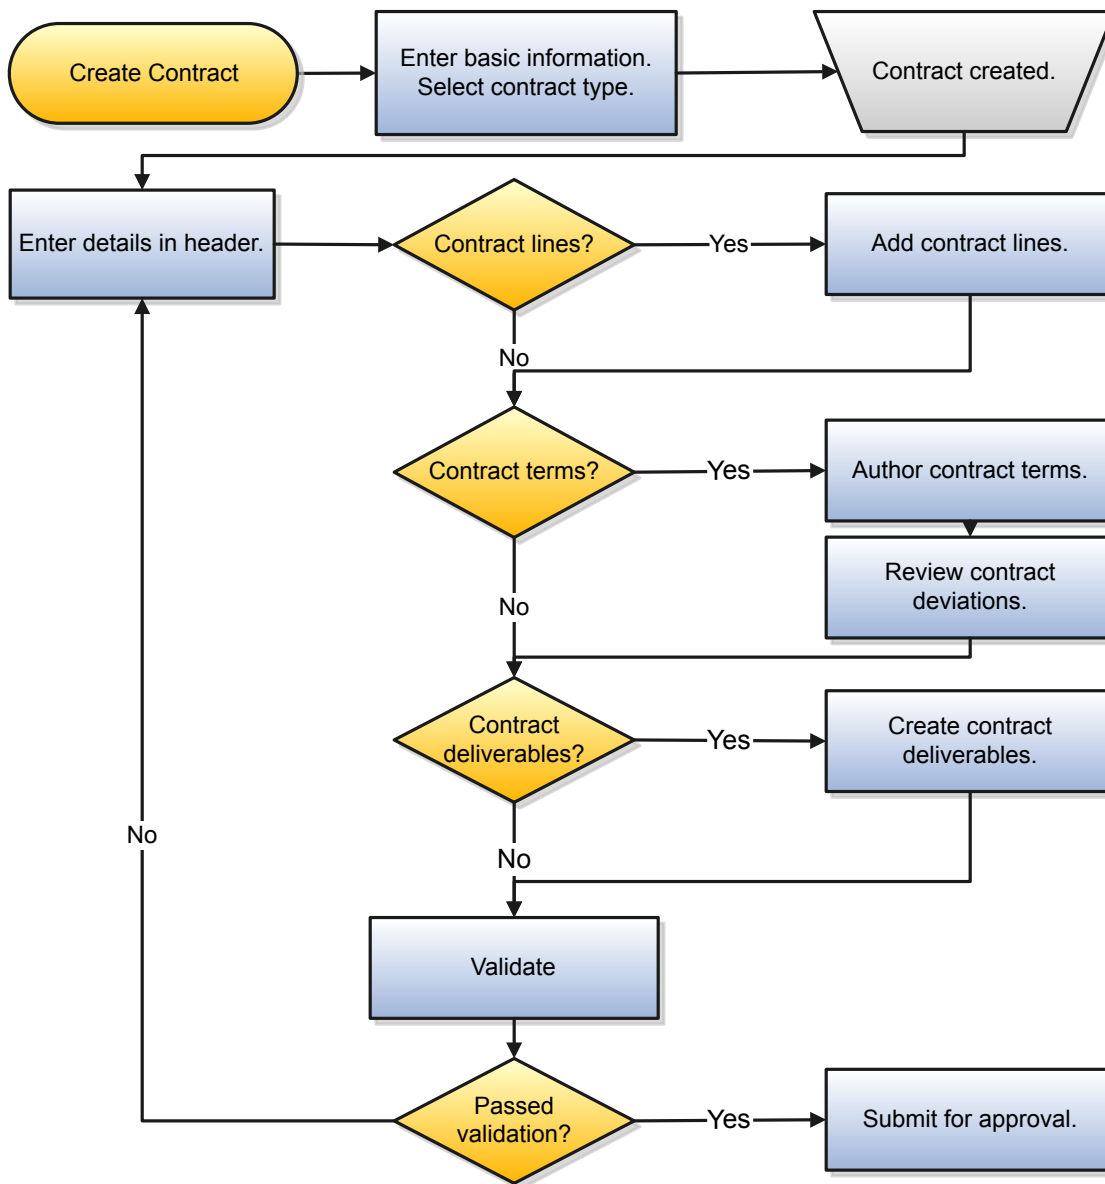 Create Contract
Enter basic information.
Select contract type.
Contract created.
Enter details in header.
Contract lines?
Yes
Add contract lines.
No
Contract terms?
Yes
Author contract terms.
Review contract
deviations.
No
Contract
deliverables?
Yes
Create contract
deliverables.
No
No
Validate
Passed
validation?
Yes
Submit for approval.